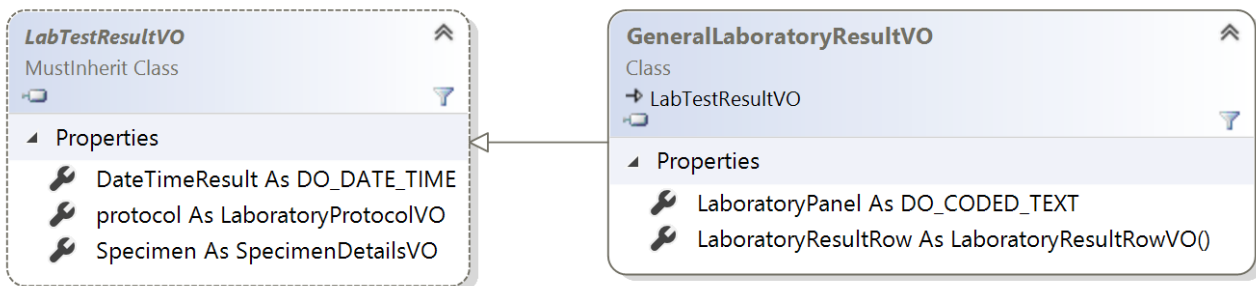 LabTestResultVO
MustInherit Class
Properties
DateTimeResult As DO_DATE_TIME
protocol As LaboratoryProtocolVO
Specimen As SpecimenDetailsVO
GeneralLaboratoryResultVO
Class
LabTestResultVO
Properties
LaboratoryPanel As DO_CODED_TEXT
LaboratoryResultRow As LaboratoryResultRowVO()